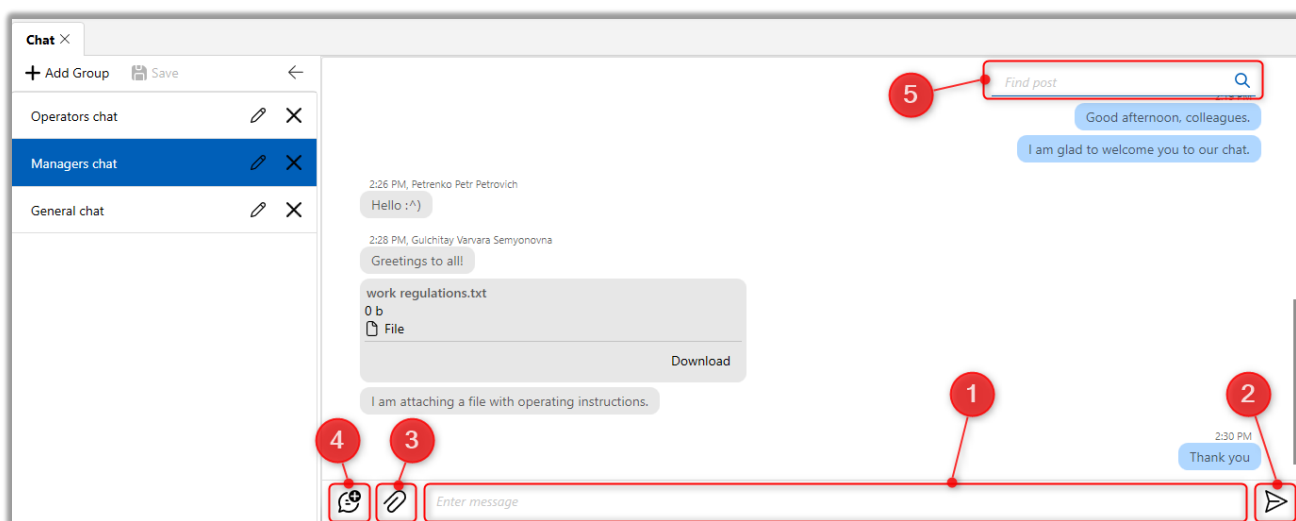 Chat
Add Group Save
Operators chat
Managers chat
General chat
5
Find post
Good afternoon, colleagues.
I am glad to welcome you to our chat.
2:26 PM, Petrenko Petr Petrovich
Hello :^)
2:28 PM, Gulchitay Varvara Semyonovna
Greetings to all!
work regulations.txt
0 b
File
Download
I am attaching a file with operating instructions.
1
2
2:30 PM
Thank you
4
3
Enter message